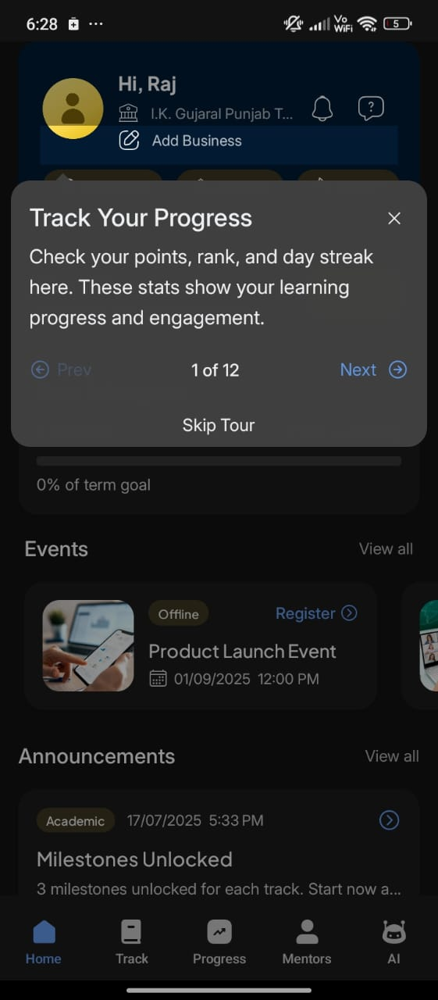 6:28
Vo
WiFi
5
Hi, Raj
I.K. Gujaral Punjab T...
Add Business
Track Your Progress
Check your points, rank, and day streak
here. These stats show your learning
progress and engagement.
Prev
1 of 12
Next
Skip Tour
0% of term goal
Events
View all
Offline
Register
Product Launch Event
01/09/2025 12:00 PM
Announcements
View all
Academic
17/07/2025 5:33 PM
Milestones Unlocked
3 milestones unlocked for each track. Start now a...
Home
Track
Progress
Mentors
AI